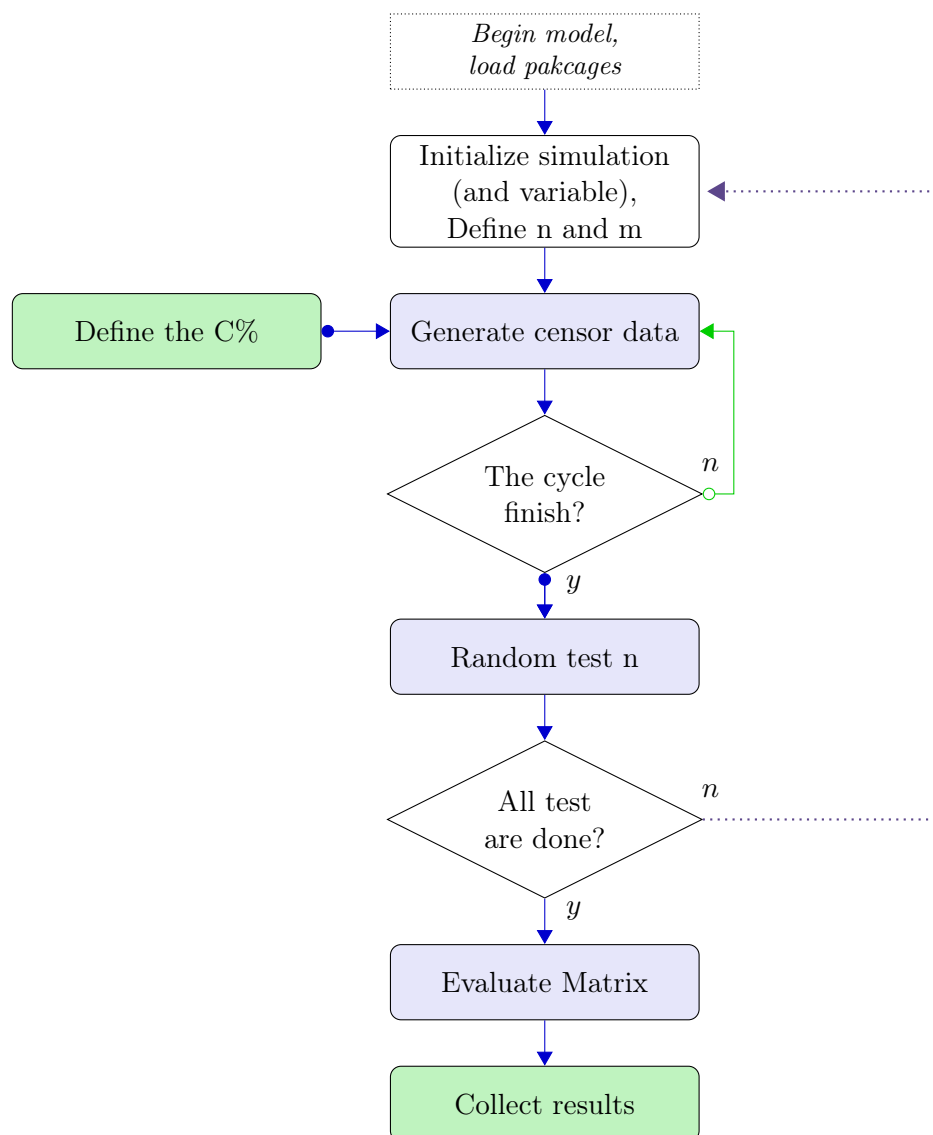 Begin model,
load pakcages
Initialize simulation
(and variable),
Define n and m
Define the C%
Generate censor data
The cycle
finish?
n
y
Random test n
All test
are done?
n
y
Evaluate Matrix
Collect results